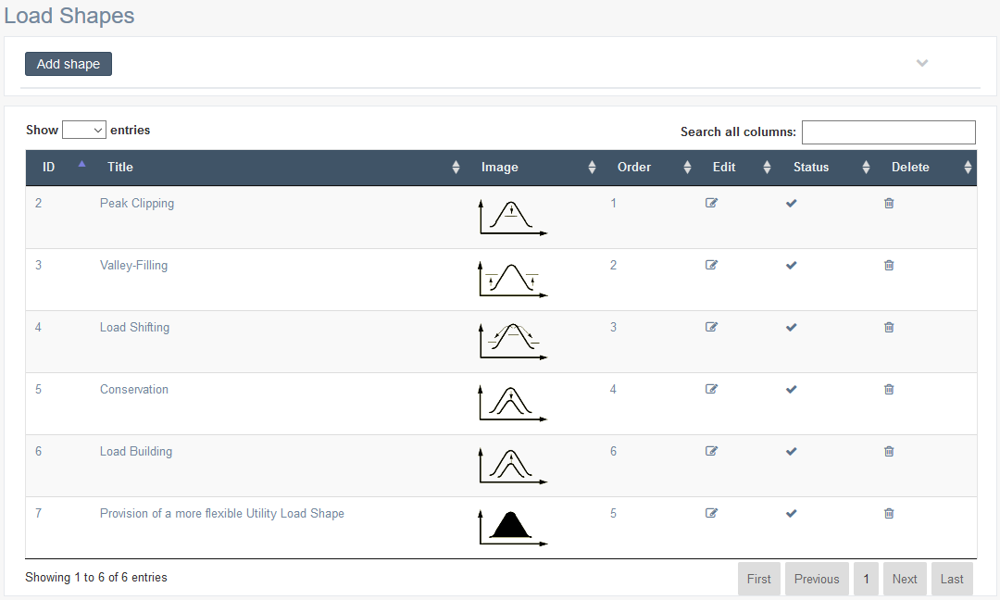 Load Shapes
Add shape
Show entries
Search all columns:
ID Title Image Order Edit Status Delete
2 Peak Clipping 1
3 Valley-Filling 2
4 Load Shifting 3
5 Conservation 4
6 Load Building 6
7 Provision of a more flexible Utility Load Shape 5
Showing 1 to 6 of 6 entries
First Previous 1 Next Last